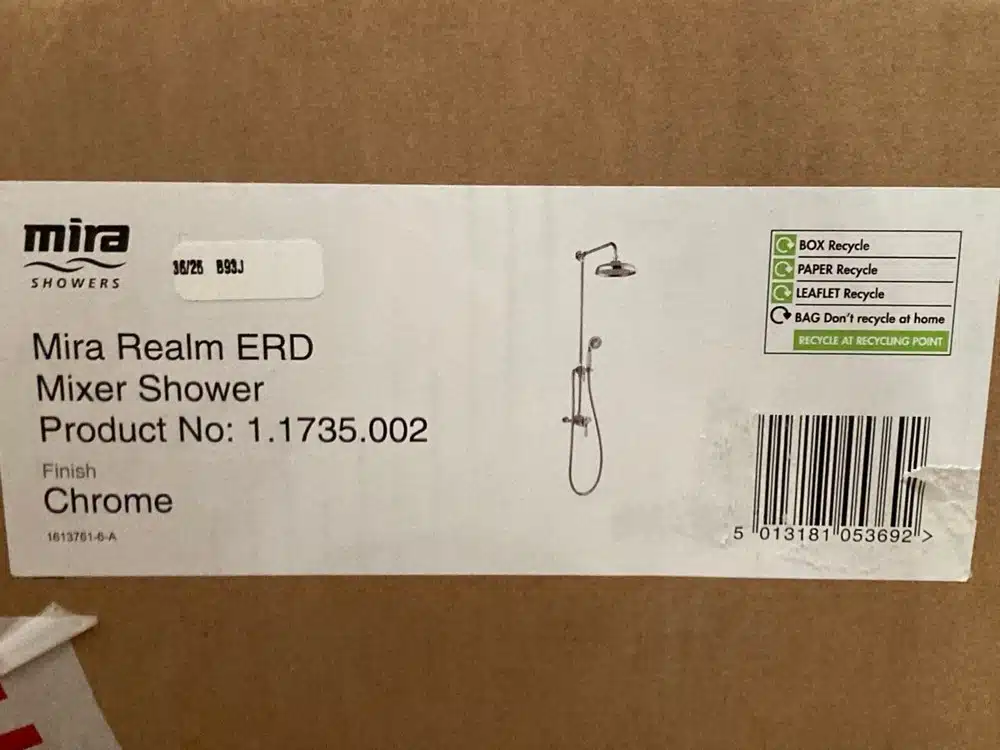 mira
SHOWERS
36/25 B93J
Mira Realm ERD
Mixer Shower
Product No: 1.1735.002
Finish
Chrome
1613761-6-A
BOX Recycle
PAPER Recycle
LEAFLET Recycle
BAG Don't recycle at home
RECYCLE AT RECYCLING POINT
5 013181 053692 >